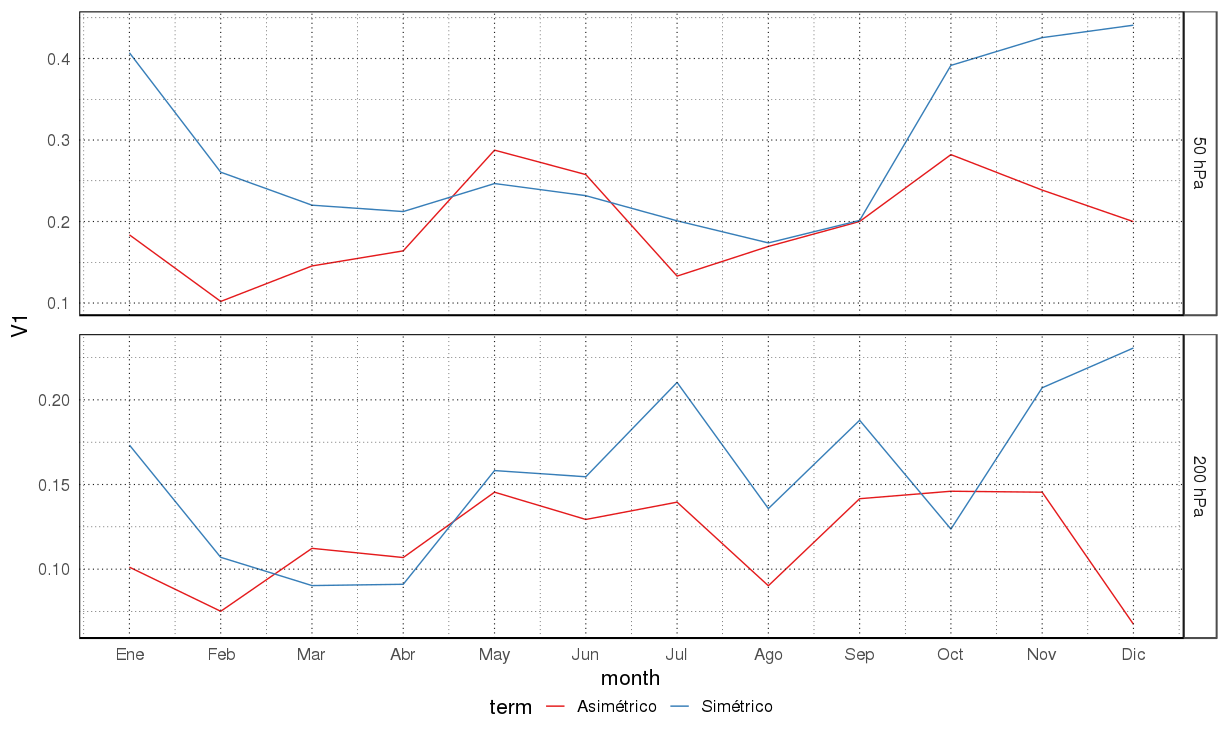 V1
0.4
0.3
0.2
0.1
50 hPa
0.20
0.15
0.10
200 hPa
Ene Feb Mar Abr May Jun Jul Ago Sep Oct Nov Dic
month
term Asimétrico Simétrico